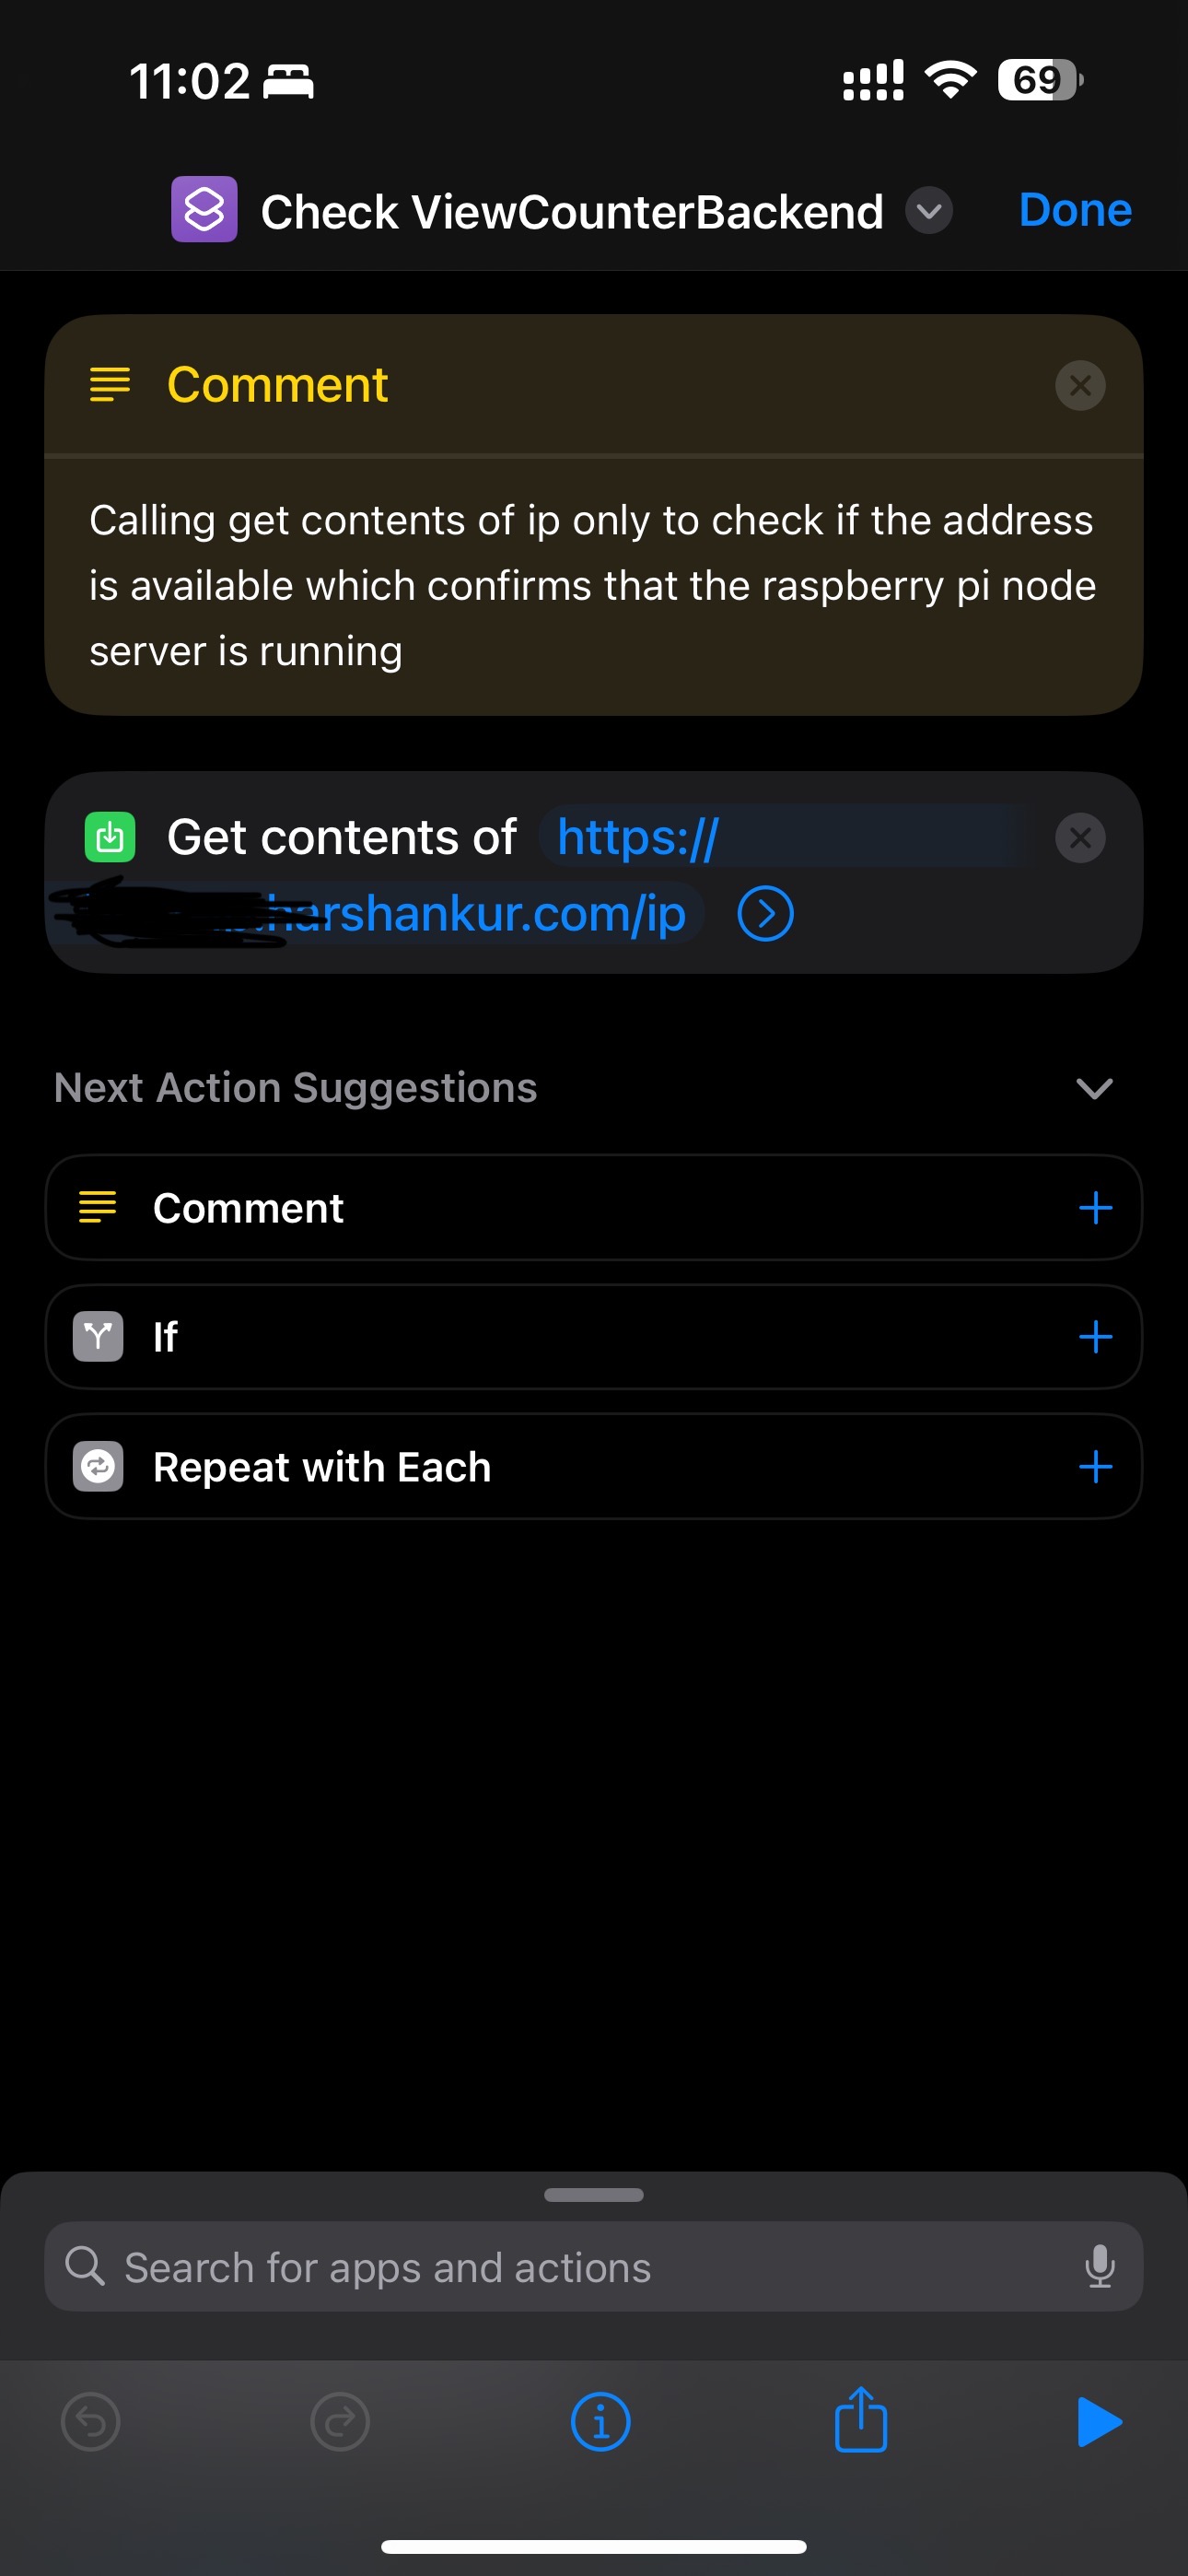 11:02
69
Check ViewCounterBackend
Done
Comment
Calling get contents of ip only to check if the address
is available which confirms that the raspberry pi node
server is running
Get contents of https://
harshankur.com/ip
Next Action Suggestions
Comment
If
Repeat with Each
Search for apps and actions